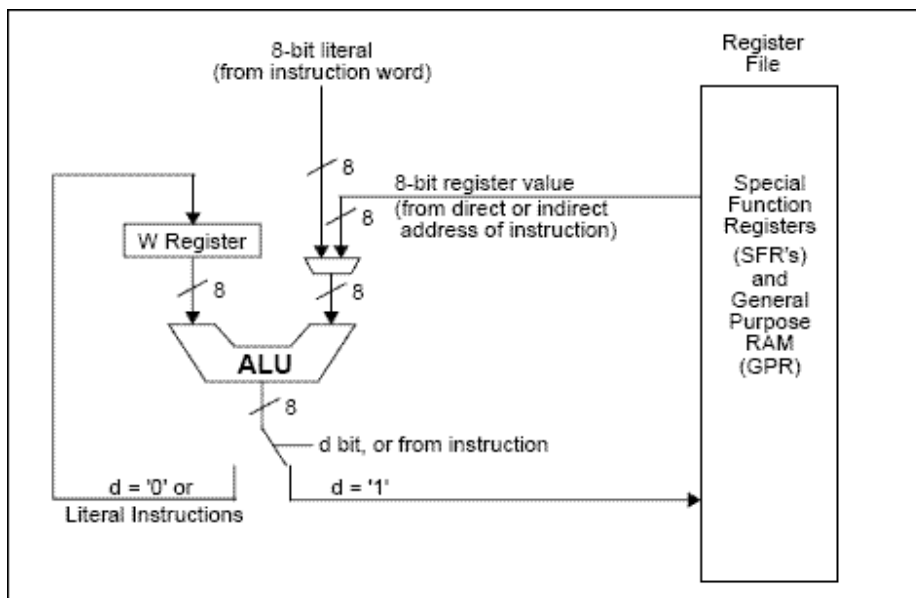 8-bit literal
(from instruction word)
Register
File
8
8-bit register value
8
(from direct or indirect
address of instruction)
W Register
8
8
Special
Function
Registers
(SFR's)
and
General
Purpose
RAM
(GPR)
ALU
8
d bit, or from instruction
d = '0' or
Literal Instructions
d = '1'